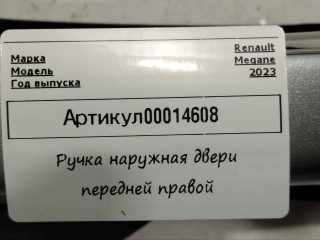 Марка Renault
Модель Megane
Год выпуска 2023
Артикул00014608
Ручка наружная двери
передней правой